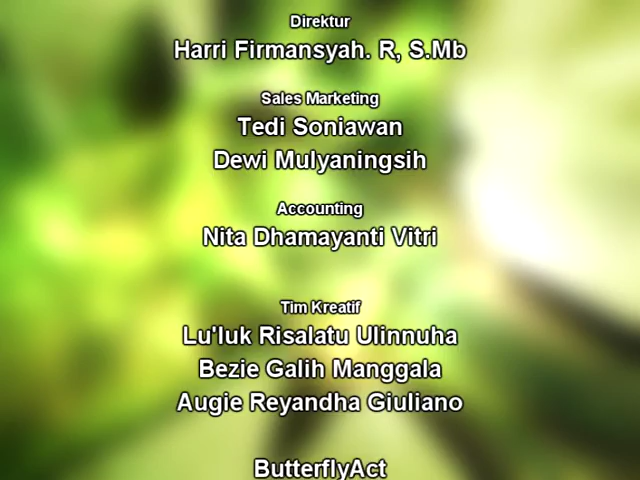 Direktur
Harri Firmansyah. R, S.Mb
Sales Marketing
Tedi Soniawan
Dewi Mulyaningsih
Accounting
Nita Dhamayanti Vitri
Tim Kreatif
Lu'luk Risalatu Ulinnuha
Bezie Galih Manggala
Augie Reyandha Giuliano
ButterflyAct